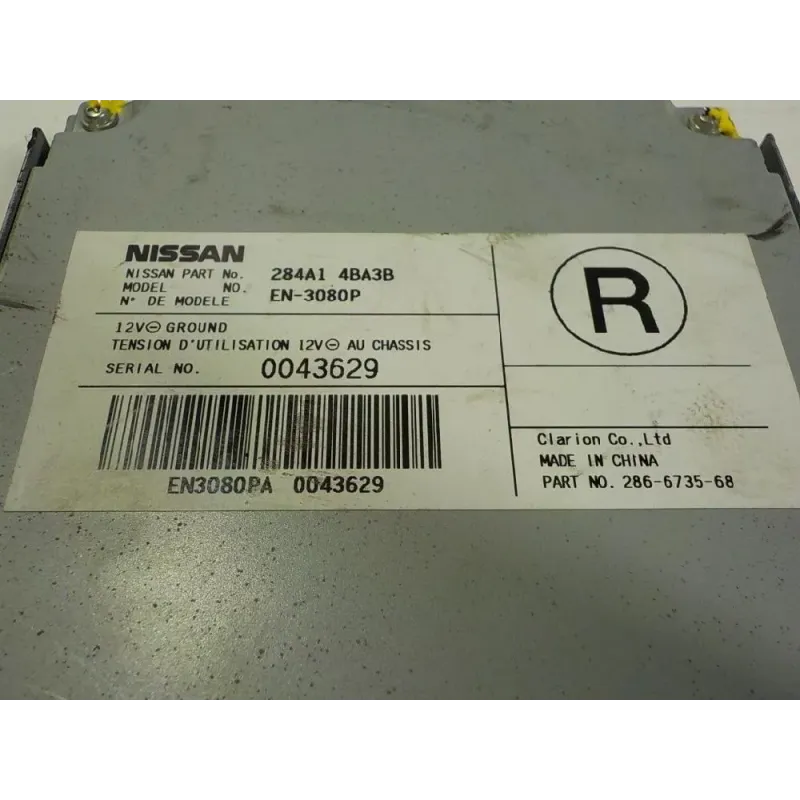 NISSAN
NISSAN PART No. 284A1 4BA3B
MODEL NO.
N° DE MODELE EN-3080P
12V⊖ GROUND
TENSION D'UTILISATION 12V⊖ AU CHASSIS
SERIAL NO. 0043629
EN3080PA 0043629
R
Clarion Co.,Ltd
MADE IN CHINA
PART NO. 286-6735-68